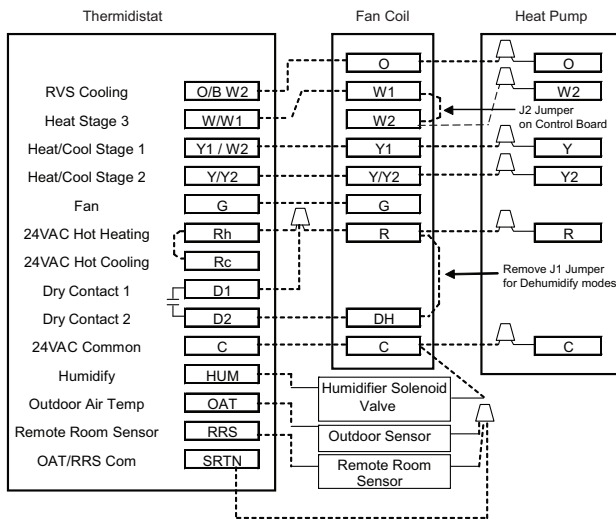 Thermidistat
Fan Coil
Heat Pump
O
O
RVS Cooling
O/B W2
W1
W2
J2 Jumper
on Control Board
Heat Stage 3
W/W1
W2
Heat/Cool Stage 1
Y1 / W2
Y1
Y
Heat/Cool Stage 2
Y/Y2
Y/Y2
Y2
Fan
G
G
24VAC Hot Heating
Rh
R
R
24VAC Hot Cooling
Rc
Remove J1 Jumper
for Dehumidify modes
Dry Contact 1
D1
Dry Contact 2
D2
DH
24VAC Common
C
C
C
Humidify
HUM
Humidifier Solenoid
Valve
Outdoor Air Temp
OAT
Outdoor Sensor
Remote Room Sensor
RRS
Remote Room
Sensor
OAT/RRS Com
SRTN